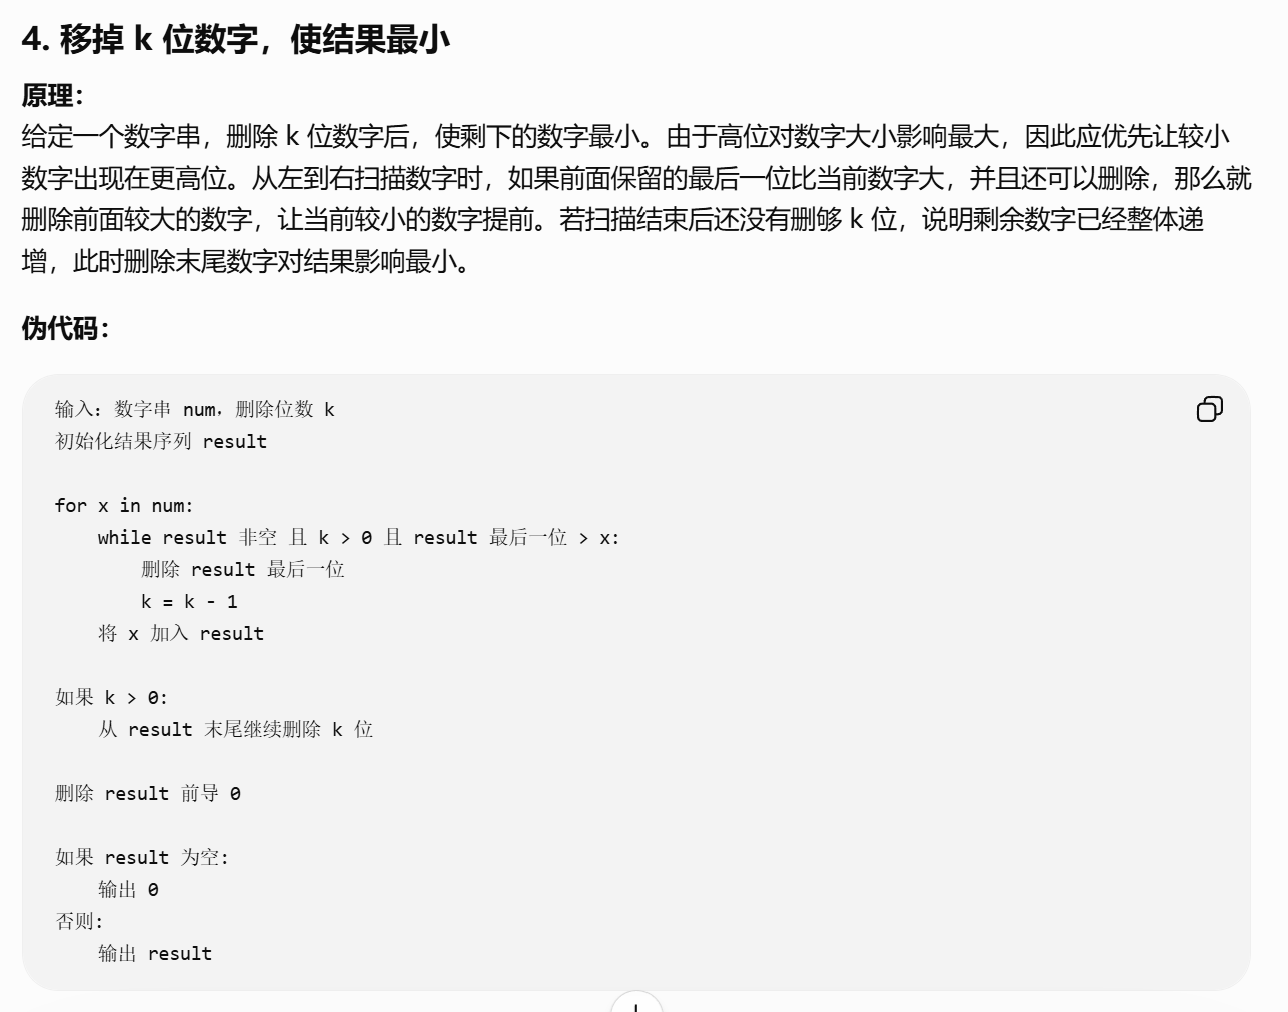 4. 移掉 k 位数字，使结果最小
原理：
给定一个数字串，删除 k 位数字后，使剩下的数字最小。由于高位对数字大小影响最大，因此应优先让较小
数字出现在更高位。从左到右扫描数字时，如果前面保留的最后一位比当前数字大，并且还可以删除，那么就
删除前面较大的数字，让当前较小的数字提前。若扫描结束后还没有删够 k 位，说明剩余数字已经整体递
增，此时删除末尾数字对结果影响最小。
伪代码：
输入：数字串 num，删除位数 k
初始化结果序列 result
for x in num:
    while result 非空 且 k > 0 且 result 最后一位 > x:
        删除 result 最后一位
        k = k - 1
    将 x 加入 result
如果 k > 0:
    从 result 末尾继续删除 k 位
删除 result 前导 0
如果 result 为空:
    输出 0
否则:
    输出 result